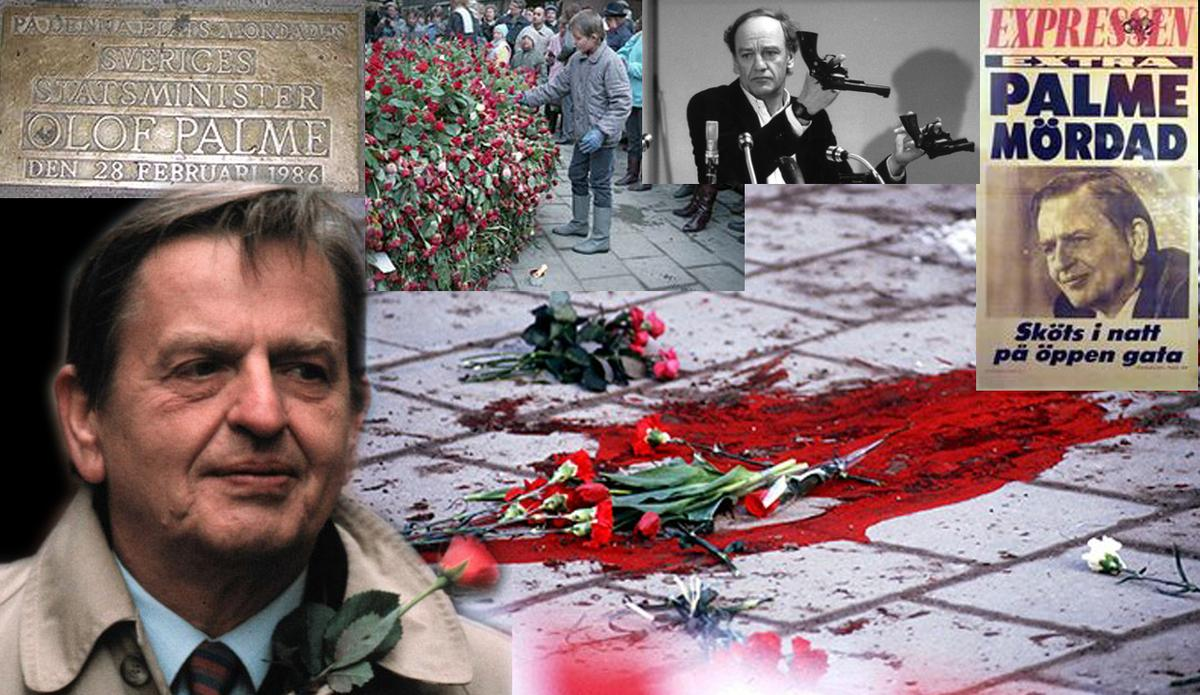 PÅ DENNA PLATS MÖRDADES
SVERIGES
STATSMINISTER
OLOF PALME
DEN 28 FEBRUARI 1986
EXPRESSEN
EXTRA
PALME
MÖRDAD
Sköts i natt
på öppen gata